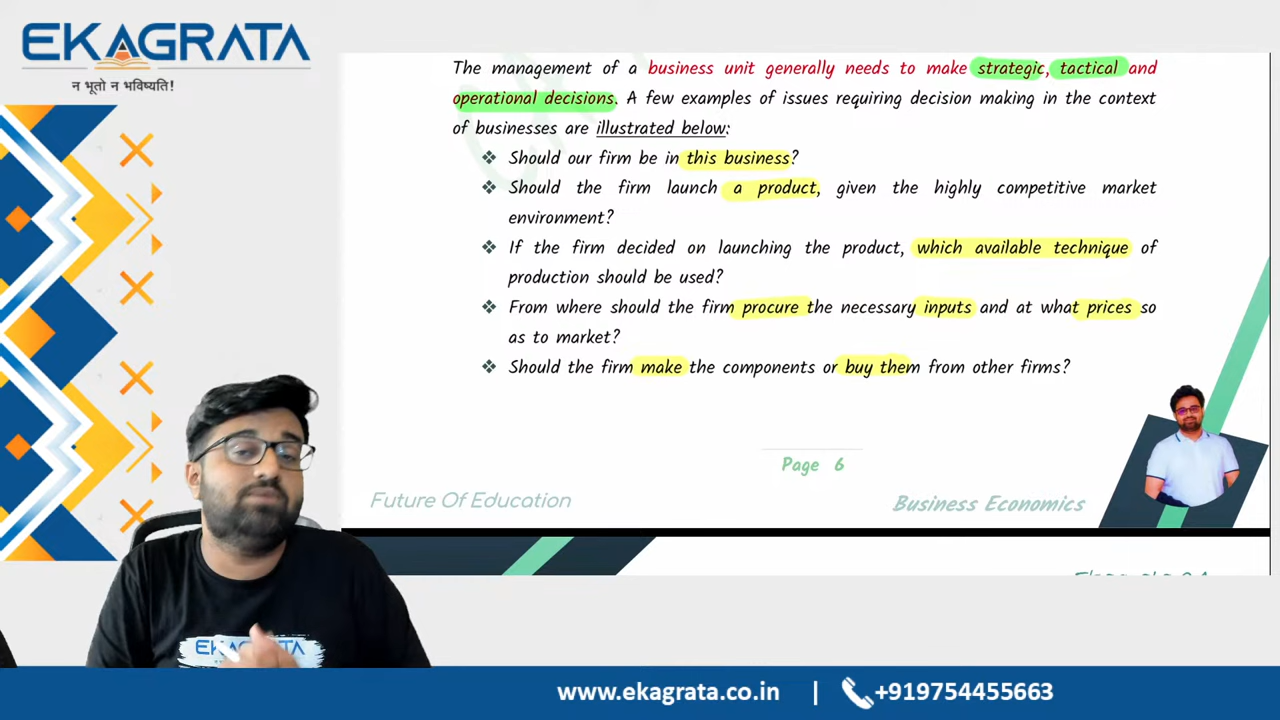 EKAGRATA
न भूतो न भविष्यति!
The management of a business unit generally needs to make strategic, tactical and
operational decisions. A few examples of issues requiring decision making in the context
of businesses are illustrated below:
❖ Should our firm be in this business?
❖ Should the firm launch a product, given the highly competitive market
environment?
❖ If the firm decided on launching the product, which available technique of
production should be used?
❖ From where should the firm procure the necessary inputs and at what prices so
as to market?
❖ Should the firm make the components or buy them from other firms?
Page 6
Future Of Education
Business Economics
EKAGRATA
www.ekagrata.co.in | +919754455663